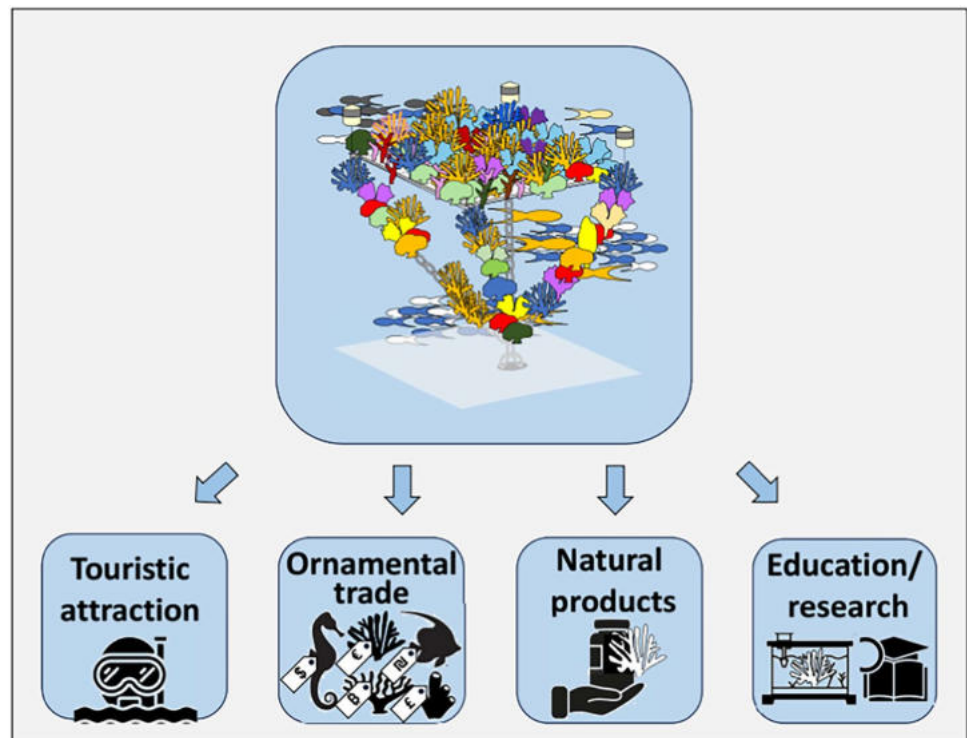 Touristic
attraction
Ornamental
trade
$
€
₪
฿
£
Natural
products
Education/
research